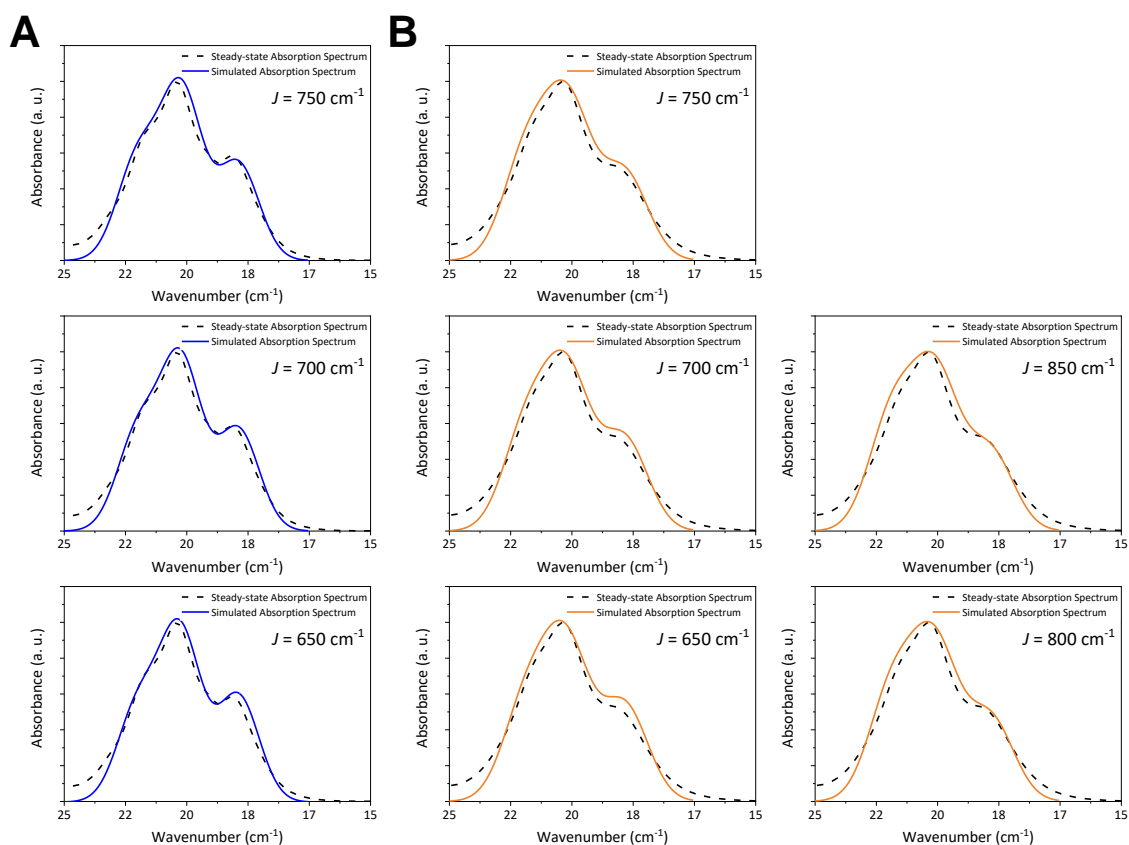 A
B
Steady-state Absorption Spectrum
Simulated Absorption Spectrum
J = 750 cm⁻¹
Absorbance (a. u.)
25 22 20 18 17 15
Wavenumber (cm⁻¹)
Steady-state Absorption Spectrum
Simulated Absorption Spectrum
J = 750 cm⁻¹
Absorbance (a. u.)
25 22 20 18 17 15
Wavenumber (cm⁻¹)
Steady-state Absorption Spectrum
Simulated Absorption Spectrum
J = 700 cm⁻¹
Absorbance (a. u.)
25 22 20 18 17 15
Wavenumber (cm⁻¹)
Steady-state Absorption Spectrum
Simulated Absorption Spectrum
J = 700 cm⁻¹
Absorbance (a. u.)
25 22 20 18 17 15
Wavenumber (cm⁻¹)
Steady-state Absorption Spectrum
Simulated Absorption Spectrum
J = 850 cm⁻¹
Absorbance (a. u.)
25 22 20 18 17 15
Wavenumber (cm⁻¹)
Steady-state Absorption Spectrum
Simulated Absorption Spectrum
J = 650 cm⁻¹
Absorbance (a. u.)
25 22 20 18 17 15
Wavenumber (cm⁻¹)
Steady-state Absorption Spectrum
Simulated Absorption Spectrum
J = 650 cm⁻¹
Absorbance (a. u.)
25 22 20 18 17 15
Wavenumber (cm⁻¹)
Steady-state Absorption Spectrum
Simulated Absorption Spectrum
J = 800 cm⁻¹
Absorbance (a. u.)
25 22 20 18 17 15
Wavenumber (cm⁻¹)